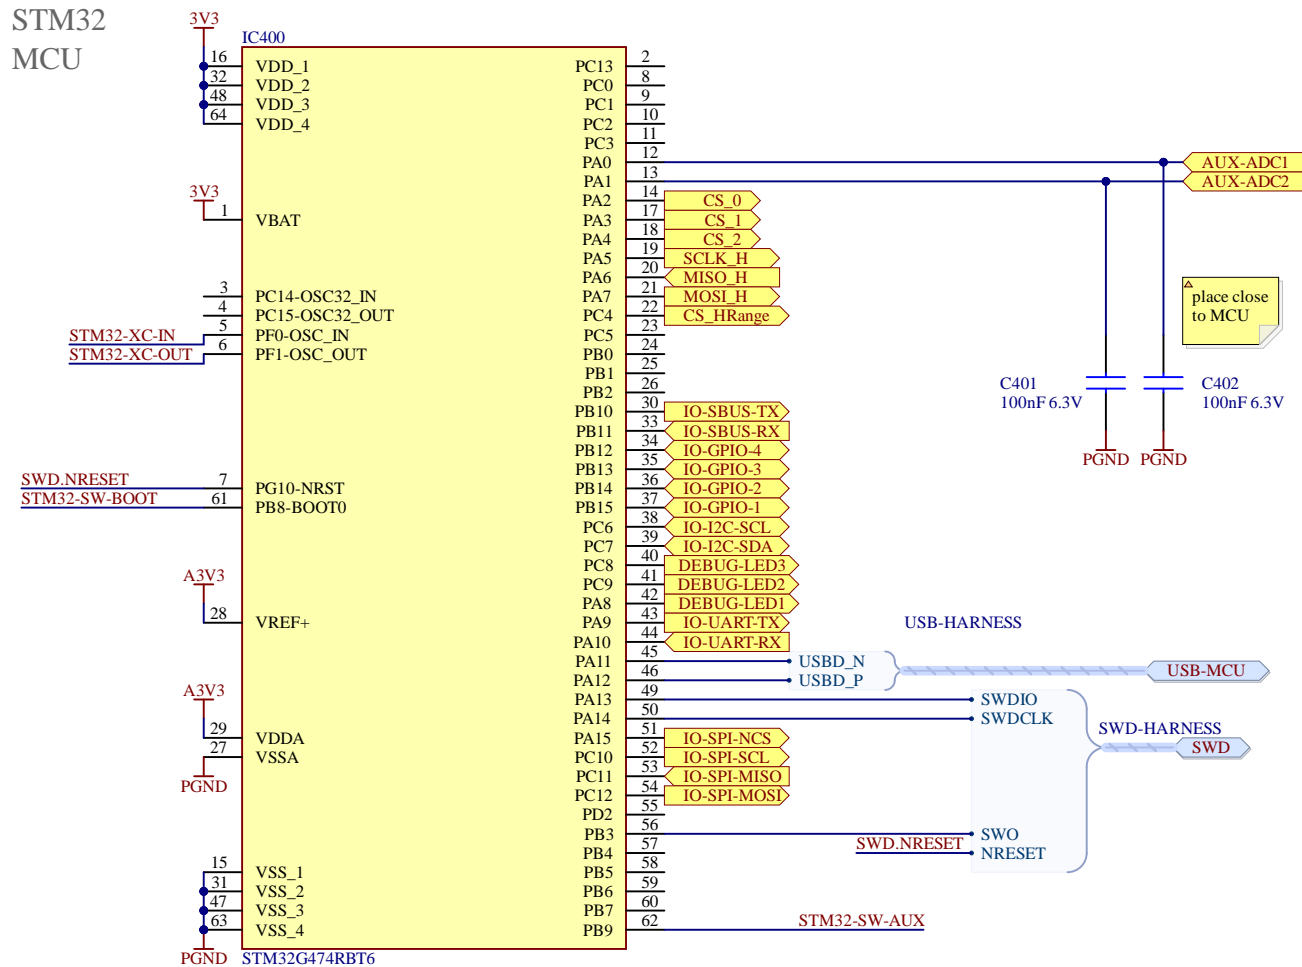 STM32
MCU
3V3
IC400
16 VDD_1
32 VDD_2
48 VDD_3
64 VDD_4
3V3
1 VBAT
3 PC14-OSC32_IN
4 PC15-OSC32_OUT
STM32-XC-IN 5 PF0-OSC_IN
STM32-XC-OUT 6 PF1-OSC_OUT
SWD.NRESET 7 PG10-NRST
STM32-SW-BOOT 61 PB8-BOOT0
A3V3
28 VREF+
A3V3
29 VDDA
27 VSSA
PGND
15 VSS_1
31 VSS_2
47 VSS_3
63 VSS_4
PGND
STM32G474RBT6
PC13 2
PC0 8
PC1 9
PC2 10
PC3 11
PA0 12 AUX-ADC1
PA1 13 AUX-ADC2
PA2 14 CS_0
PA3 17 CS_1
PA4 18 CS_2
PA5 19 SCLK_H
PA6 20 MISO_H
PA7 21 MOSI_H
PC4 22 CS_HRange
PC5 23
PB0 24
PB1 25
PB2 26
PB10 30 IO-SBUS-TX
PB11 33 IO-SBUS-RX
PB12 34 IO-GPIO-4
PB13 35 IO-GPIO-3
PB14 36 IO-GPIO-2
PB15 37 IO-GPIO-1
PC6 38 IO-I2C-SCL
PC7 39 IO-I2C-SDA
PC8 40 DEBUG-LED3
PC9 41 DEBUG-LED2
PA8 42 DEBUG-LED1
PA9 43 IO-UART-TX
PA10 44 IO-UART-RX
PA11 45 USBD_N
PA12 46 USBD_P
PA13 49 SWDIO
PA14 50 SWDCLK
PA15 51 IO-SPI-NCS
PC10 52 IO-SPI-SCL
PC11 53 IO-SPI-MISO
PC12 54 IO-SPI-MOSI
PD2 55
PB3 56 SWO
PB4 57
SWD.NRESET NRESET
PB5 58
PB6 59
PB7 60
PB9 62 STM32-SW-AUX
place close
to MCU
C401
100nF 6.3V
C402
100nF 6.3V
PGND PGND
USB-HARNESS
USB-MCU
SWD-HARNESS
SWD